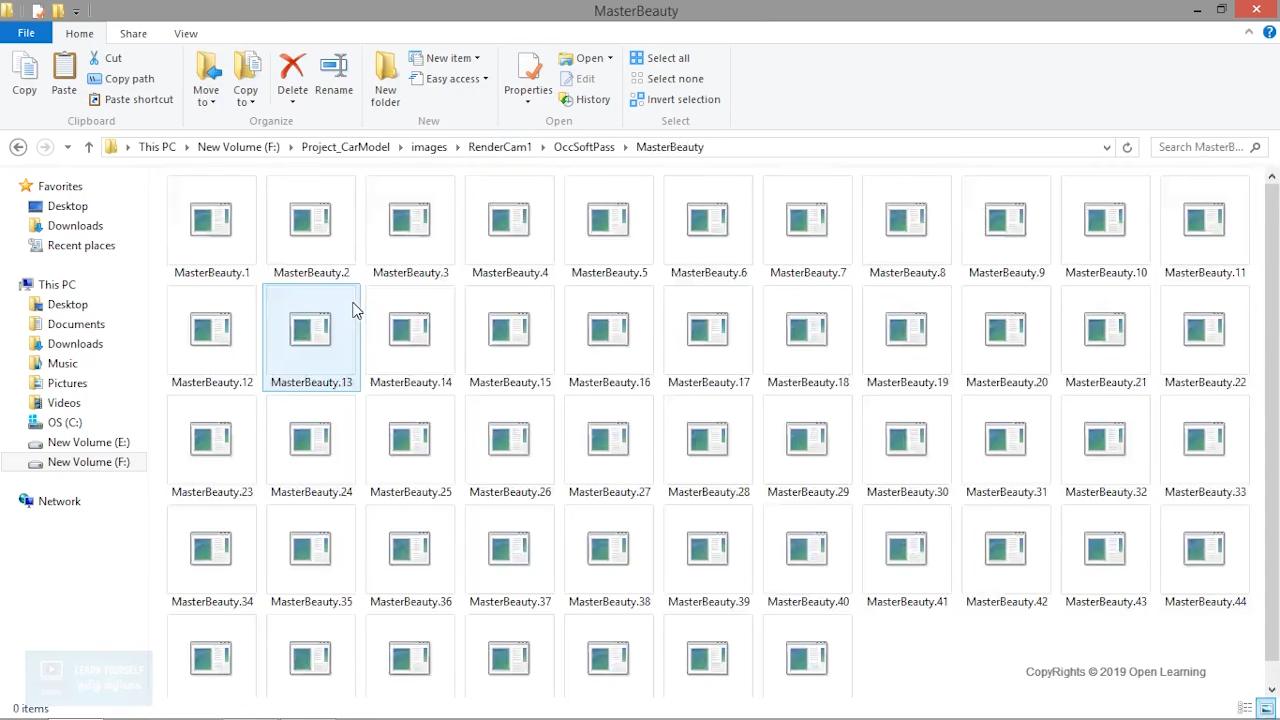 MasterBeauty
File Home Share View
Copy
Paste
Cut
Copy path
Paste shortcut
Clipboard
Move to
Copy to
Delete
Rename
Organize
New folder
New item
Easy access
New
Properties
Open
Edit
History
Open
Select all
Select none
Invert selection
Select
This PC New Volume (F:) Project_CarModel images RenderCam1 OccSoftPass MasterBeauty
Search MasterB...
Favorites
Desktop
Downloads
Recent places
This PC
Desktop
Documents
Downloads
Music
Pictures
Videos
OS (C:)
New Volume (E:)
New Volume (F:)
Network
MasterBeauty.1 MasterBeauty.2 MasterBeauty.3 MasterBeauty.4 MasterBeauty.5 MasterBeauty.6 MasterBeauty.7 MasterBeauty.8 MasterBeauty.9 MasterBeauty.10 MasterBeauty.11
MasterBeauty.12 MasterBeauty.13 MasterBeauty.14 MasterBeauty.15 MasterBeauty.16 MasterBeauty.17 MasterBeauty.18 MasterBeauty.19 MasterBeauty.20 MasterBeauty.21 MasterBeauty.22
MasterBeauty.23 MasterBeauty.24 MasterBeauty.25 MasterBeauty.26 MasterBeauty.27 MasterBeauty.28 MasterBeauty.29 MasterBeauty.30 MasterBeauty.31 MasterBeauty.32 MasterBeauty.33
MasterBeauty.34 MasterBeauty.35 MasterBeauty.36 MasterBeauty.37 MasterBeauty.38 MasterBeauty.39 MasterBeauty.40 MasterBeauty.41 MasterBeauty.42 MasterBeauty.43 MasterBeauty.44
LEARN YOURSELF
CopyRights © 2019 Open Learning
0 items